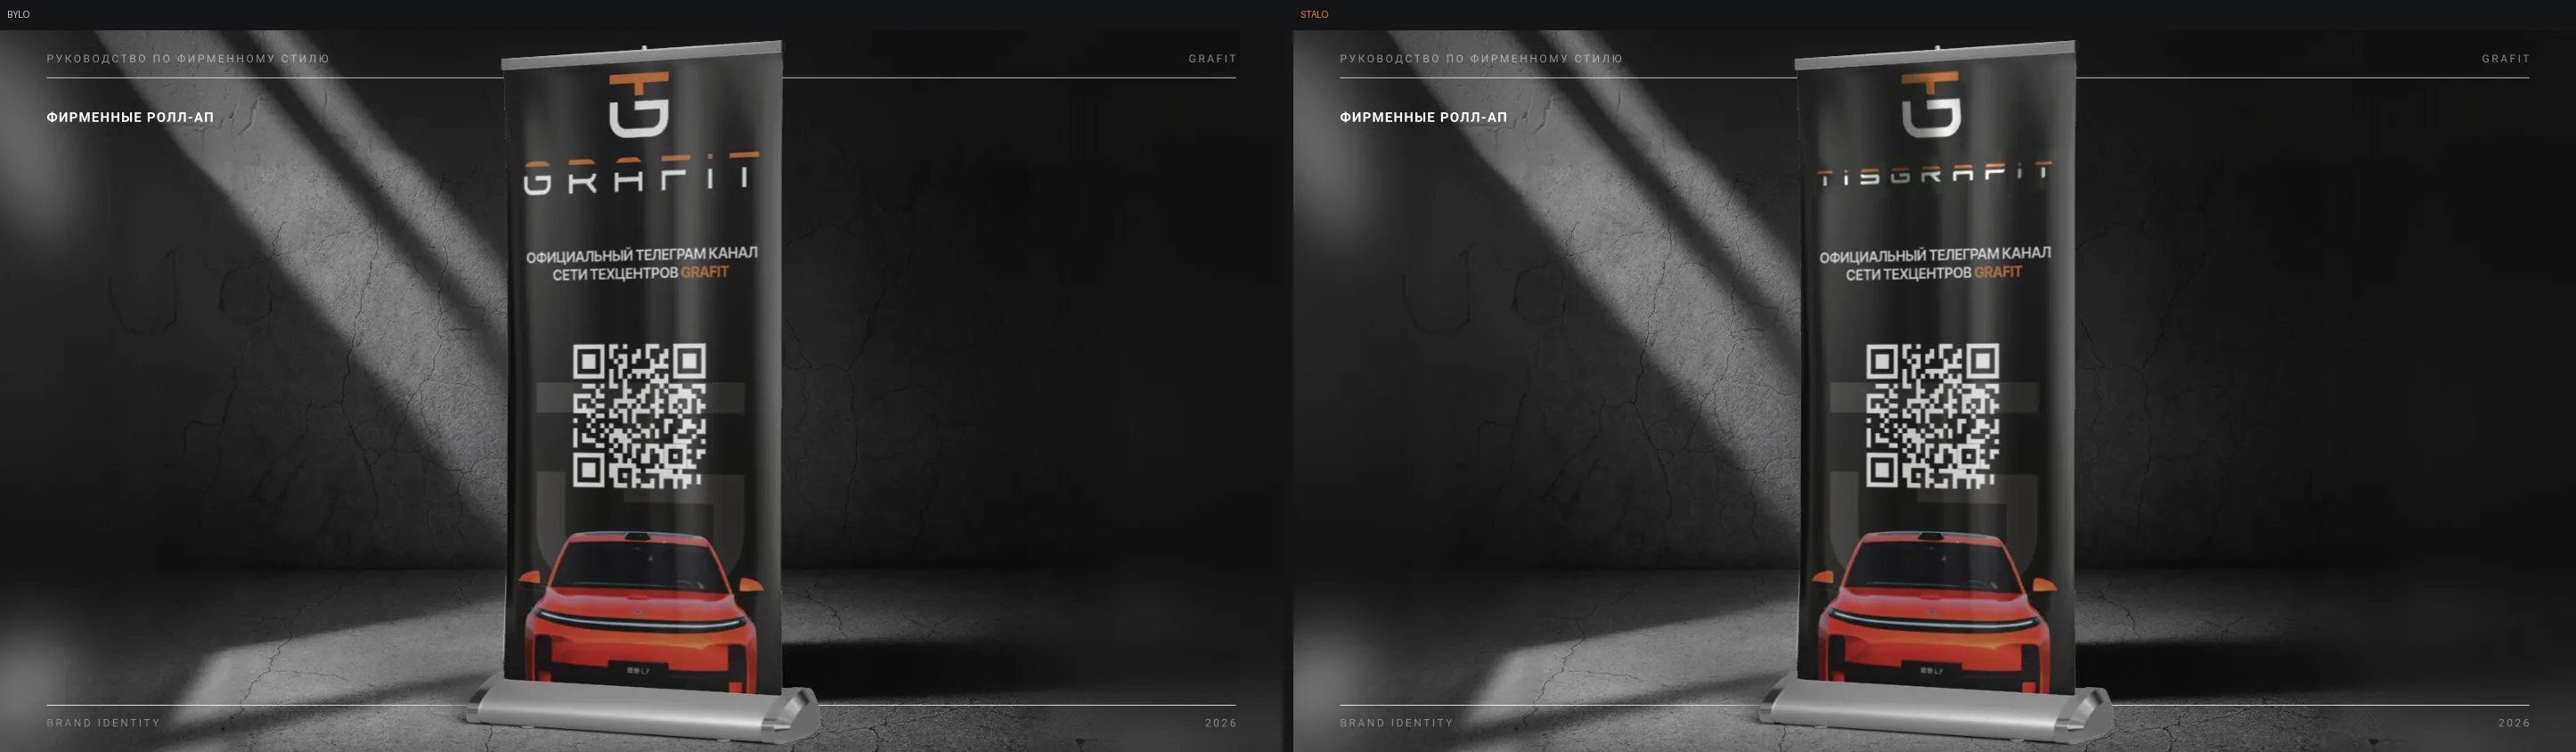 BYLO
РУКОВОДСТВО ПО ФИРМЕННОМУ СТИЛЮ
GRAFIT
ФИРМЕННЫЕ РОЛЛ-АП
TG
GRAFiT
ОФИЦИАЛЬНЫЙ ТЕЛЕГРАМ КАНАЛ
СЕТИ ТЕХЦЕНТРОВ GRAFIT
BRAND IDENTITY
2026
STALO
РУКОВОДСТВО ПО ФИРМЕННОМУ СТИЛЮ
GRAFIT
ФИРМЕННЫЕ РОЛЛ-АП
TG
TiSGRAFiT
ОФИЦИАЛЬНЫЙ ТЕЛЕГРАМ КАНАЛ
СЕТИ ТЕХЦЕНТРОВ GRAFIT
BRAND IDENTITY
2026